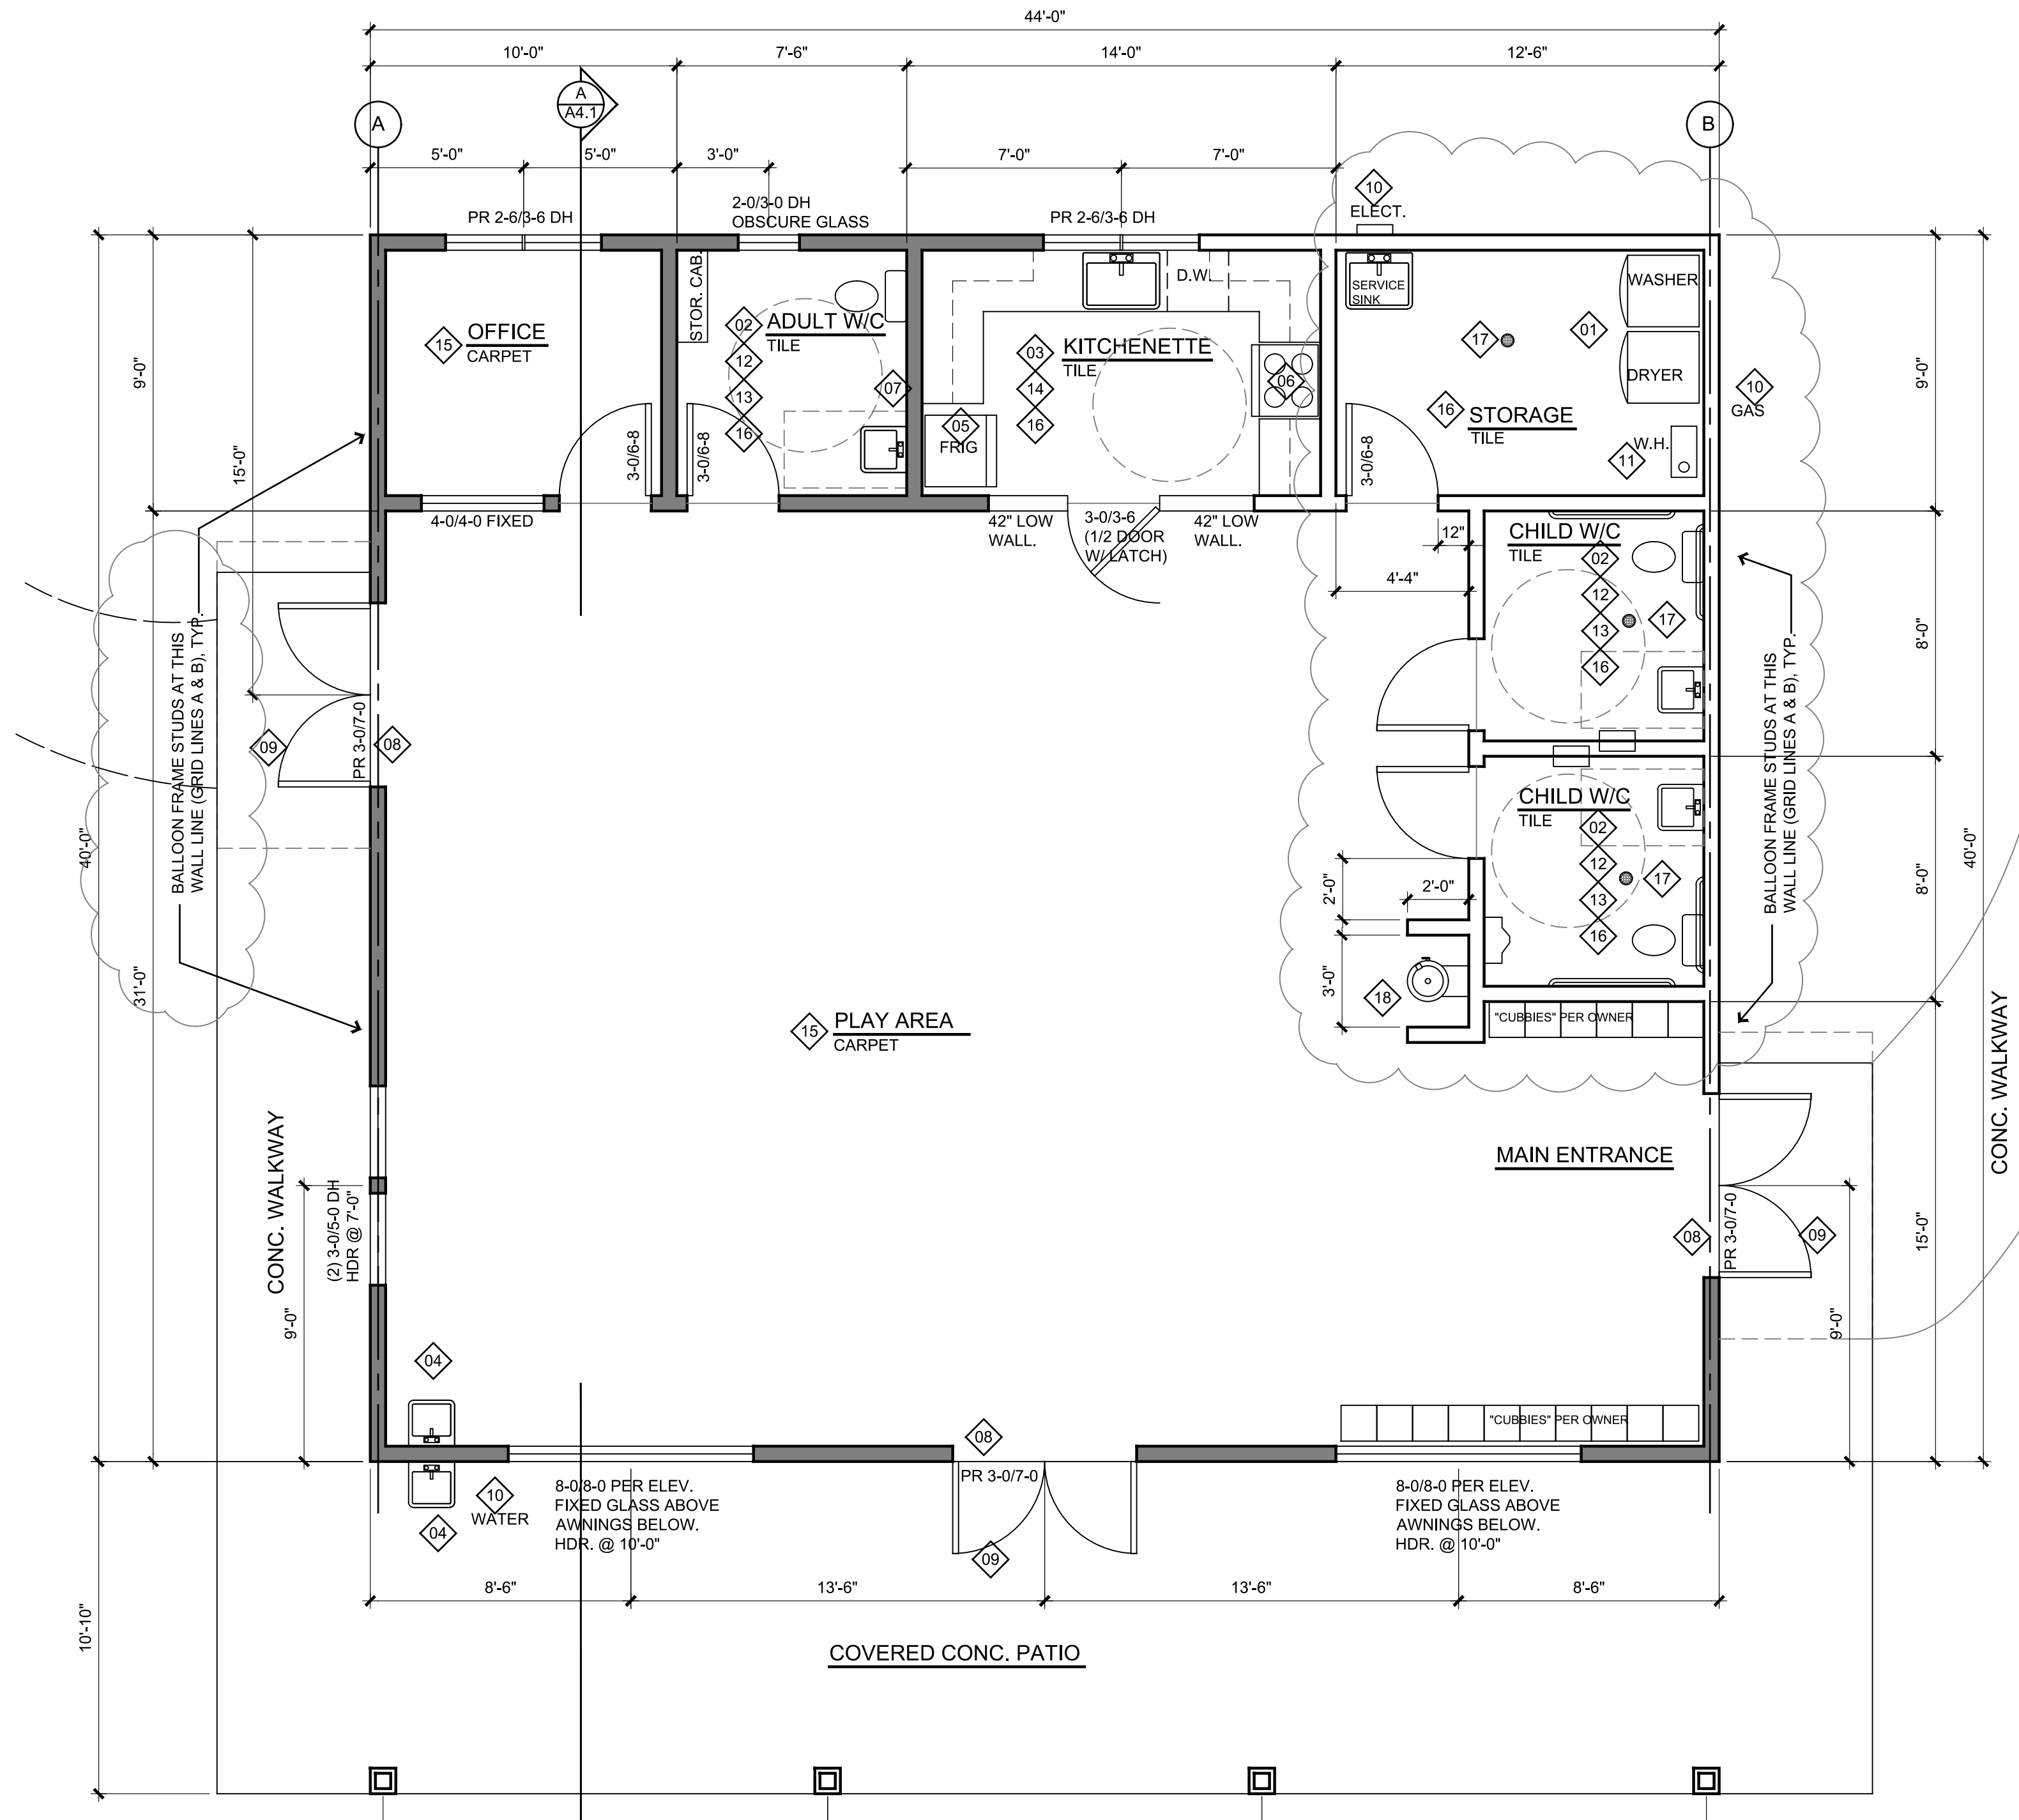 44'-0"
10'-0"
7'-6"
14'-0"
12'-6"
A
A4.1
A
B
5'-0"
5'-0"
3'-0"
7'-0"
7'-0"
10
ELECT.
PR 2-6/3-6 DH
2-0/3-0 DH
OBSCURE GLASS
PR 2-6/3-6 DH
STOR. CAB.
D.W.
SERVICE
SINK
WASHER
15
OFFICE
CARPET
02
ADULT W/C
TILE
12
13
16
07
03
KITCHENETTE
TILE
14
16
06
17
01
DRYER
10
GAS
16
STORAGE
TILE
W.H.
11
05
FRIG
9'-0"
15'-0"
9'-0"
3-0/6-8
3-0/6-8
3-0/6-8
4-0/4-0 FIXED
42" LOW
WALL.
3-0/3-6
(1/2 DOOR
W/ LATCH)
42" LOW
WALL.
12"
4'-4"
CHILD W/C
TILE
02
12
13
16
17
8'-0"
BALLOON FRAME STUDS AT THIS
WALL LINE (GRID LINES A & B), TYP.
BALLOON FRAME STUDS AT THIS
WALL LINE (GRID LINES A & B), TYP.
09
PR 3-0/7-0
08
CHILD W/C
TILE
02
12
13
16
17
40'-0"
40'-0"
8'-0"
2'-0"
2'-0"
3'-0"
18
31'-0"
15
PLAY AREA
CARPET
"CUBBIES" PER OWNER
CONC. WALKWAY
CONC. WALKWAY
(2) 3-0/5-0 DH
HDR @ 7'-0"
9'-0"
MAIN ENTRANCE
08
PR 3-0/7-0
09
15'-0"
9'-0"
04
"CUBBIES" PER OWNER
08
PR 3-0/7-0
10
WATER
04
8-0/8-0 PER ELEV.
FIXED GLASS ABOVE
AWNINGS BELOW.
HDR. @ 10'-0"
09
8-0/8-0 PER ELEV.
FIXED GLASS ABOVE
AWNINGS BELOW.
HDR. @ 10'-0"
8'-6"
13'-6"
13'-6"
8'-6"
10'-10"
COVERED CONC. PATIO